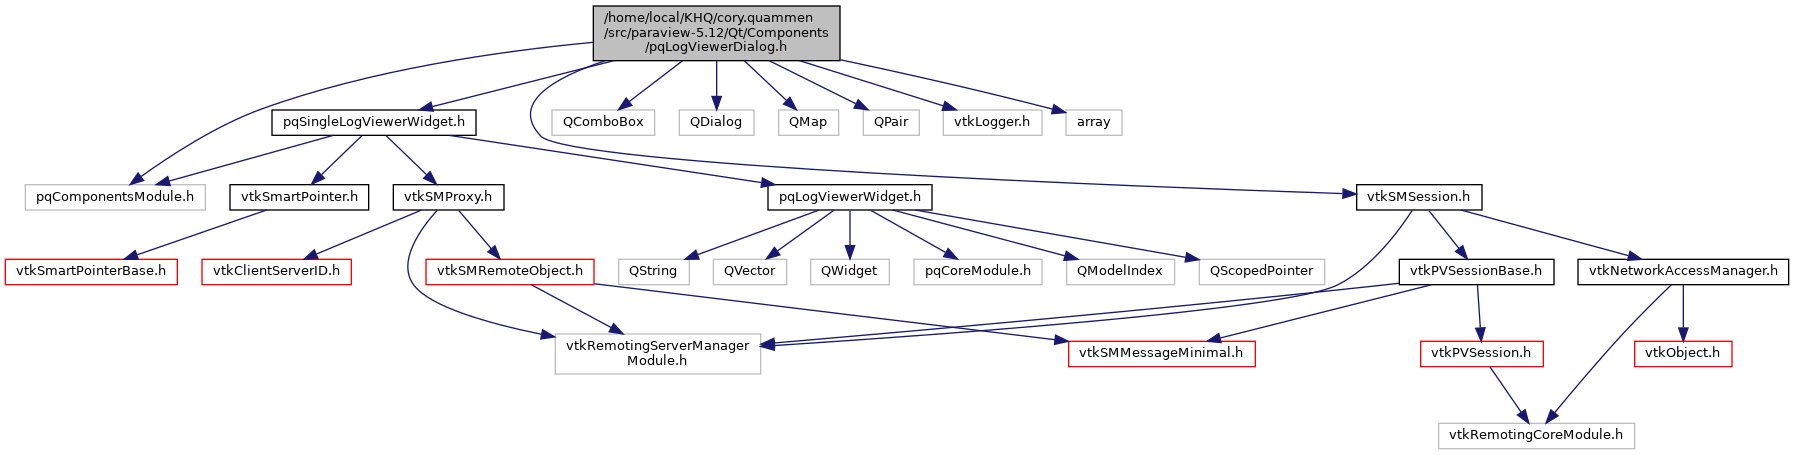 /home/local/KHQ/cory.quammen
/src/paraview-5.12/Qt/Components
/pqLogViewerDialog.h
pqSingleLogViewerWidget.h
QComboBox
QDialog
QMap
QPair
vtkLogger.h
array
pqComponentsModule.h
vtkSmartPointer.h
vtkSMProxy.h
pqLogViewerWidget.h
vtkSMSession.h
vtkSmartPointerBase.h
vtkClientServerID.h
vtkSMRemoteObject.h
QString
QVector
QWidget
pqCoreModule.h
QModelIndex
QScopedPointer
vtkPVSessionBase.h
vtkNetworkAccessManager.h
vtkRemotingServerManager
Module.h
vtkSMMessageMinimal.h
vtkPVSession.h
vtkObject.h
vtkRemotingCoreModule.h